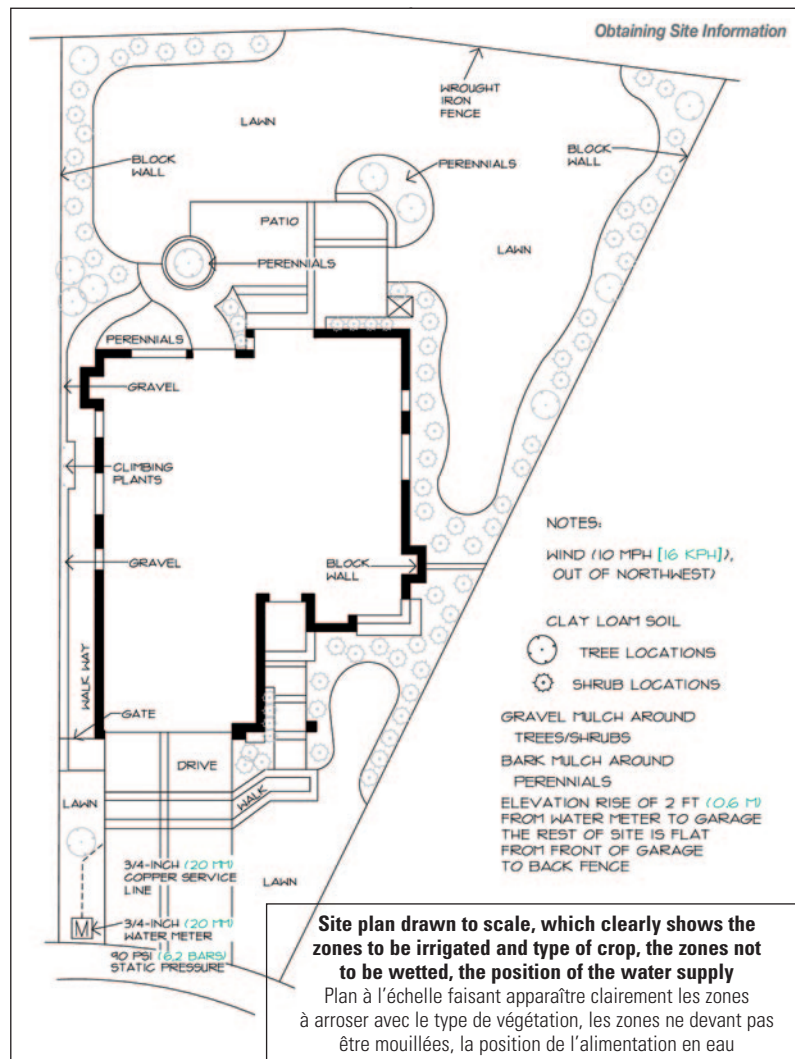 Obtaining Site Information
WROUGHT
IRON
FENCE
LAWN
BLOCK
WALL
PERENNIALS
BLOCK
WALL
PATIO
LAWN
PERENNIALS
PERENNIALS
GRAVEL
CLIMBING
PLANTS
GRAVEL
BLOCK
WALL
WALK WAY
GATE
DRIVE
LAWN
WALK
3/4-INCH (20 MM)
COPPER SERVICE
LINE
LAWN
M
3/4-INCH (20 MM)
WATER METER
90 PSI (6,2 BARS)
STATIC PRESSURE
NOTES:
WIND (10 MPH [16 KPH]),
OUT OF NORTHWEST)
CLAY LOAM SOIL
TREE LOCATIONS
SHRUB LOCATIONS
GRAVEL MULCH AROUND
TREES/SHRUBS
BARK MULCH AROUND
PERENNIALS
ELEVATION RISE OF 2 FT (0,6 M)
FROM WATER METER TO GARAGE
THE REST OF SITE IS FLAT
FROM FRONT OF GARAGE
TO BACK FENCE
Site plan drawn to scale, which clearly shows the
zones to be irrigated and type of crop, the zones not
to be wetted, the position of the water supply
Plan à l'échelle faisant apparaître clairement les zones
à arroser avec le type de végétation, les zones ne devant pas
être mouillées, la position de l'alimentation en eau